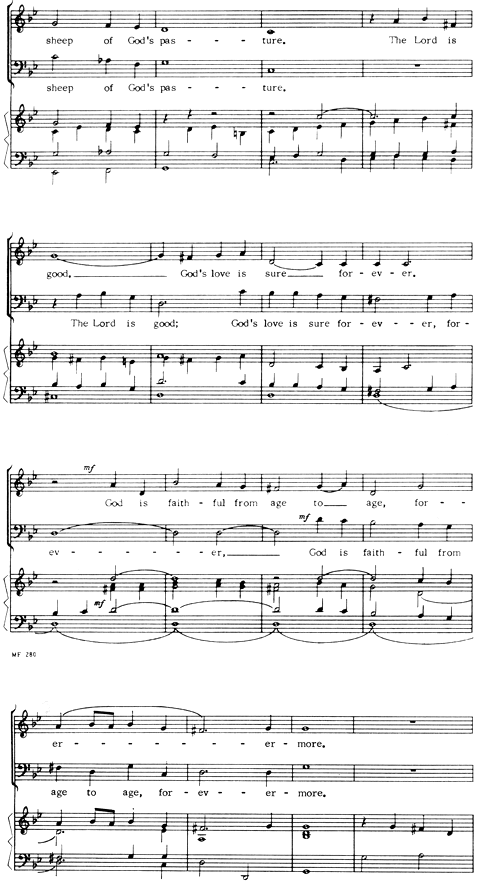 sheep of God's pas - - - ture. The Lord is
sheep of God's pas - - - ture.
good, God's love is sure for - ev - er.
The Lord is good; God's love is sure for - ev - - er, for -
mf
God is faith - ful from age to age, for - -
mf
ev - - - - - er, God is faith - ful from
mf
MF 280
er - - - - - - - er - more.
age to age, for - ev - - er - more.